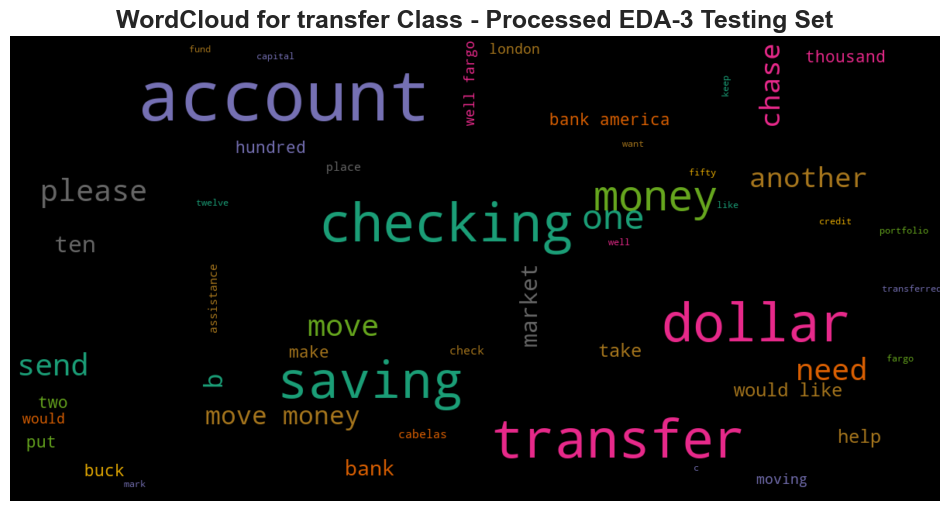 WordCloud for transfer Class - Processed EDA-3 Testing Set
fund
capital
well fargo
london
keep
chase
thousand
account
bank america
hundred
want
place
fifty
another
please
twelve
checking
money
like
one
credit
portfolio
well
ten
assistance
market
transferred
move
dollar
make
check
take
fargo
send
b
saving
need
would like
two
would
move money
put
cabelas
transfer
help
buck
bank
c
mark
moving